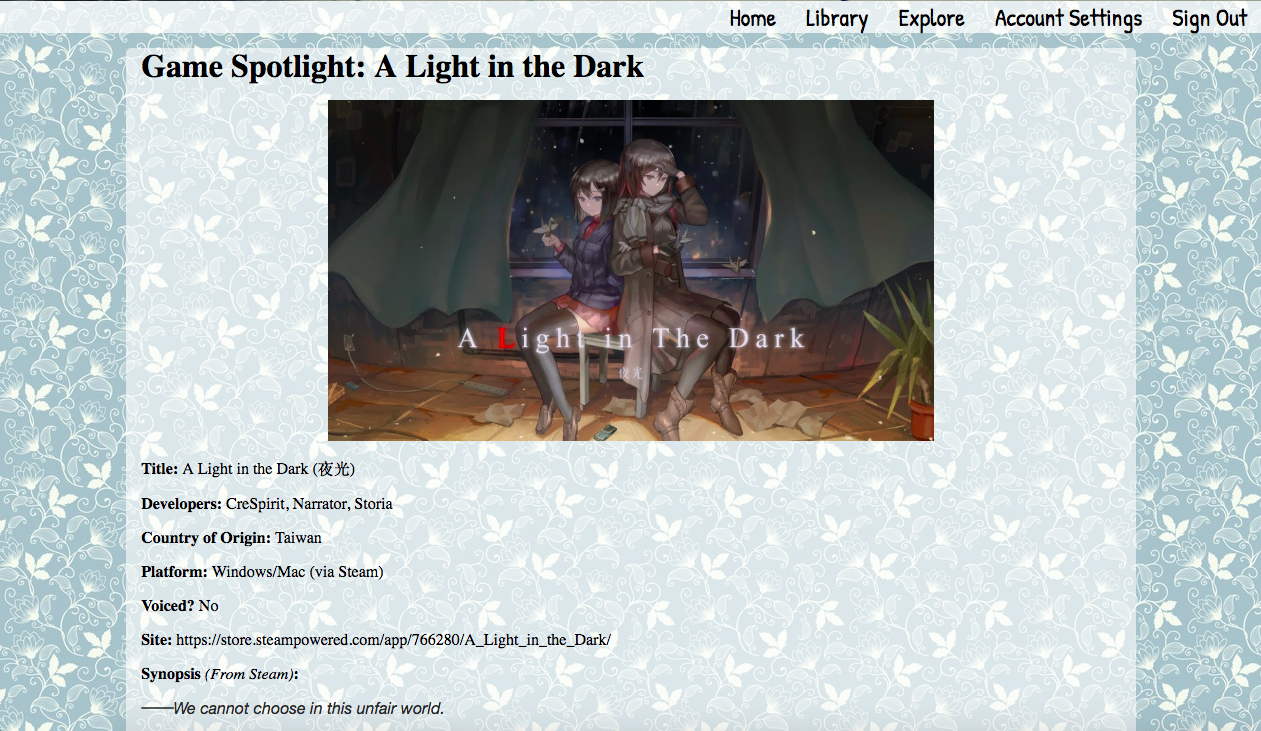 Home Library Explore Account Settings Sign Out
Game Spotlight: A Light in the Dark
A Light in The Dark
夜光
Title: A Light in the Dark (夜光)
Developers: CreSpirit, Narrator, Storia
Country of Origin: Taiwan
Platform: Windows/Mac (via Steam)
Voiced? No
Site: https://store.steampowered.com/app/766280/A_Light_in_the_Dark/
Synopsis (From Steam):
——We cannot choose in this unfair world.